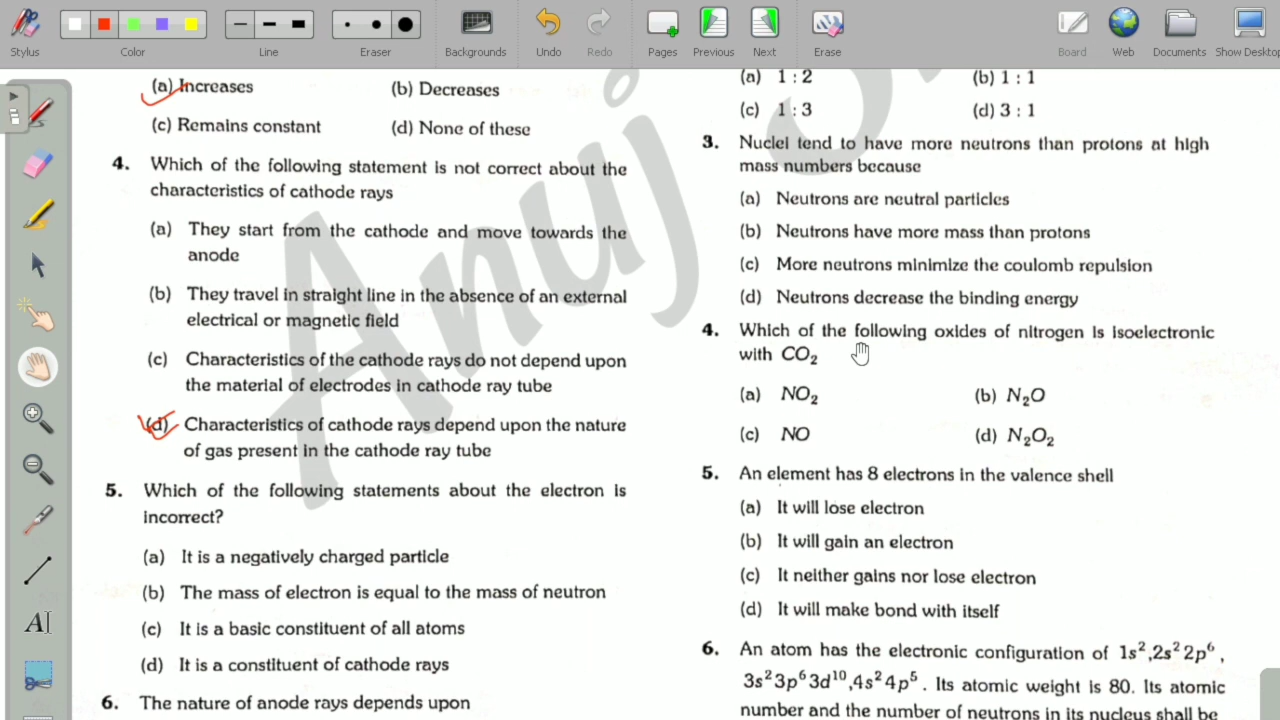 Stylus
Color
Line
Eraser
Backgrounds
Undo
Redo
Pages
Previous
Next
Erase
Board
Web
Documents
Show Desktop
(a) Increases (b) Decreases
(c) Remains constant (d) None of these
4. Which of the following statement is not correct about the
characteristics of cathode rays
(a) They start from the cathode and move towards the
anode
(b) They travel in straight line in the absence of an external
electrical or magnetic field
(c) Characteristics of the cathode rays do not depend upon
the material of electrodes in cathode ray tube
(d) Characteristics of cathode rays depend upon the nature
of gas present in the cathode ray tube
5. Which of the following statements about the electron is
incorrect?
(a) It is a negatively charged particle
(b) The mass of electron is equal to the mass of neutron
(c) It is a basic constituent of all atoms
(d) It is a constituent of cathode rays
6. The nature of anode rays depends upon
(a) 1 : 2 (b) 1 : 1
(c) 1 : 3 (d) 3 : 1
3. Nuclei tend to have more neutrons than protons at high
mass numbers because
(a) Neutrons are neutral particles
(b) Neutrons have more mass than protons
(c) More neutrons minimize the coulomb repulsion
(d) Neutrons decrease the binding energy
4. Which of the following oxides of nitrogen is isoelectronic
with CO₂
(a) NO₂ (b) N₂O
(c) NO (d) N₂O₂
5. An element has 8 electrons in the valence shell
(a) It will lose electron
(b) It will gain an electron
(c) It neither gains nor lose electron
(d) It will make bond with itself
6. An atom has the electronic configuration of 1s²,2s²2p⁶,
3s²3p⁶3d¹⁰,4s²4p⁵. Its atomic weight is 80. Its atomic
number and the number of neutrons in its nucleus shall be
Anuj